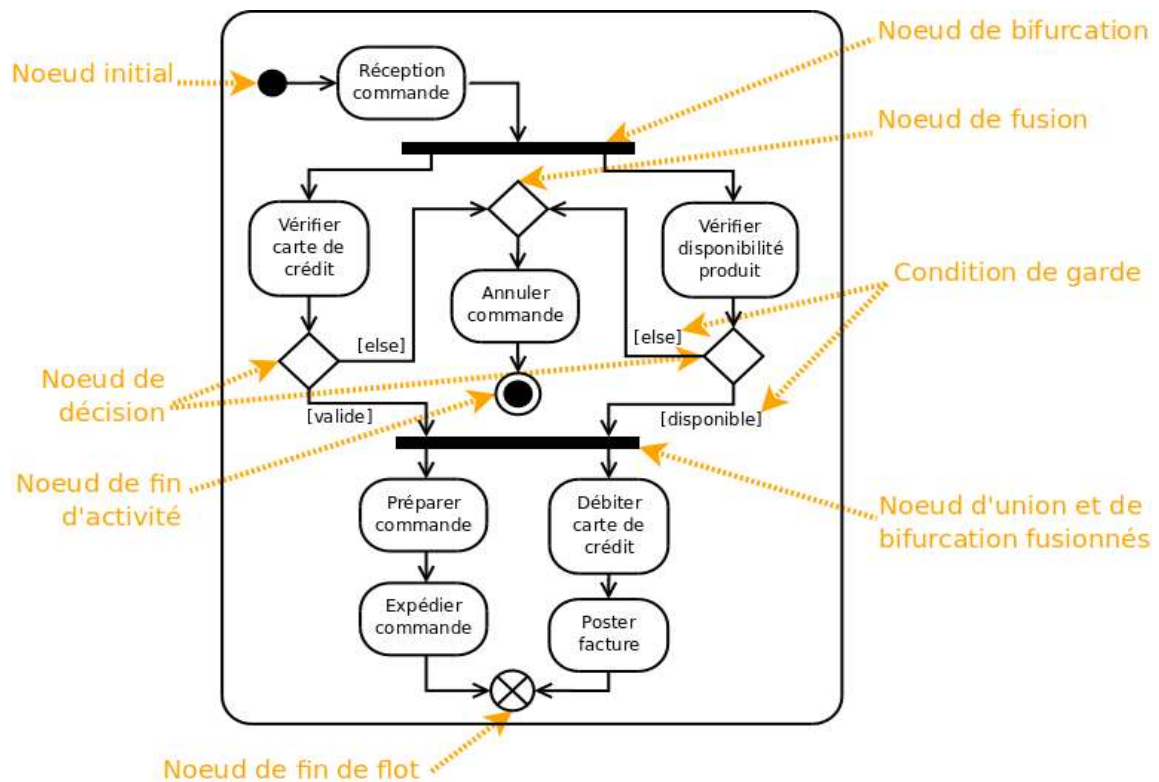 Noeud de bifurcation
Noeud initial
Réception
commande
Noeud de fusion
Vérifier
carte de
crédit
Vérifier
disponibilité
produit
Condition de garde
Annuler
commande
[else]
[else]
Noeud de
décision
[valide]
[disponible]
Noeud de fin
d'activité
Préparer
commande
Débiter
carte de
crédit
Noeud d'union et de
bifurcation fusionnés
Expédier
commande
Poster
facture
Noeud de fin de flot